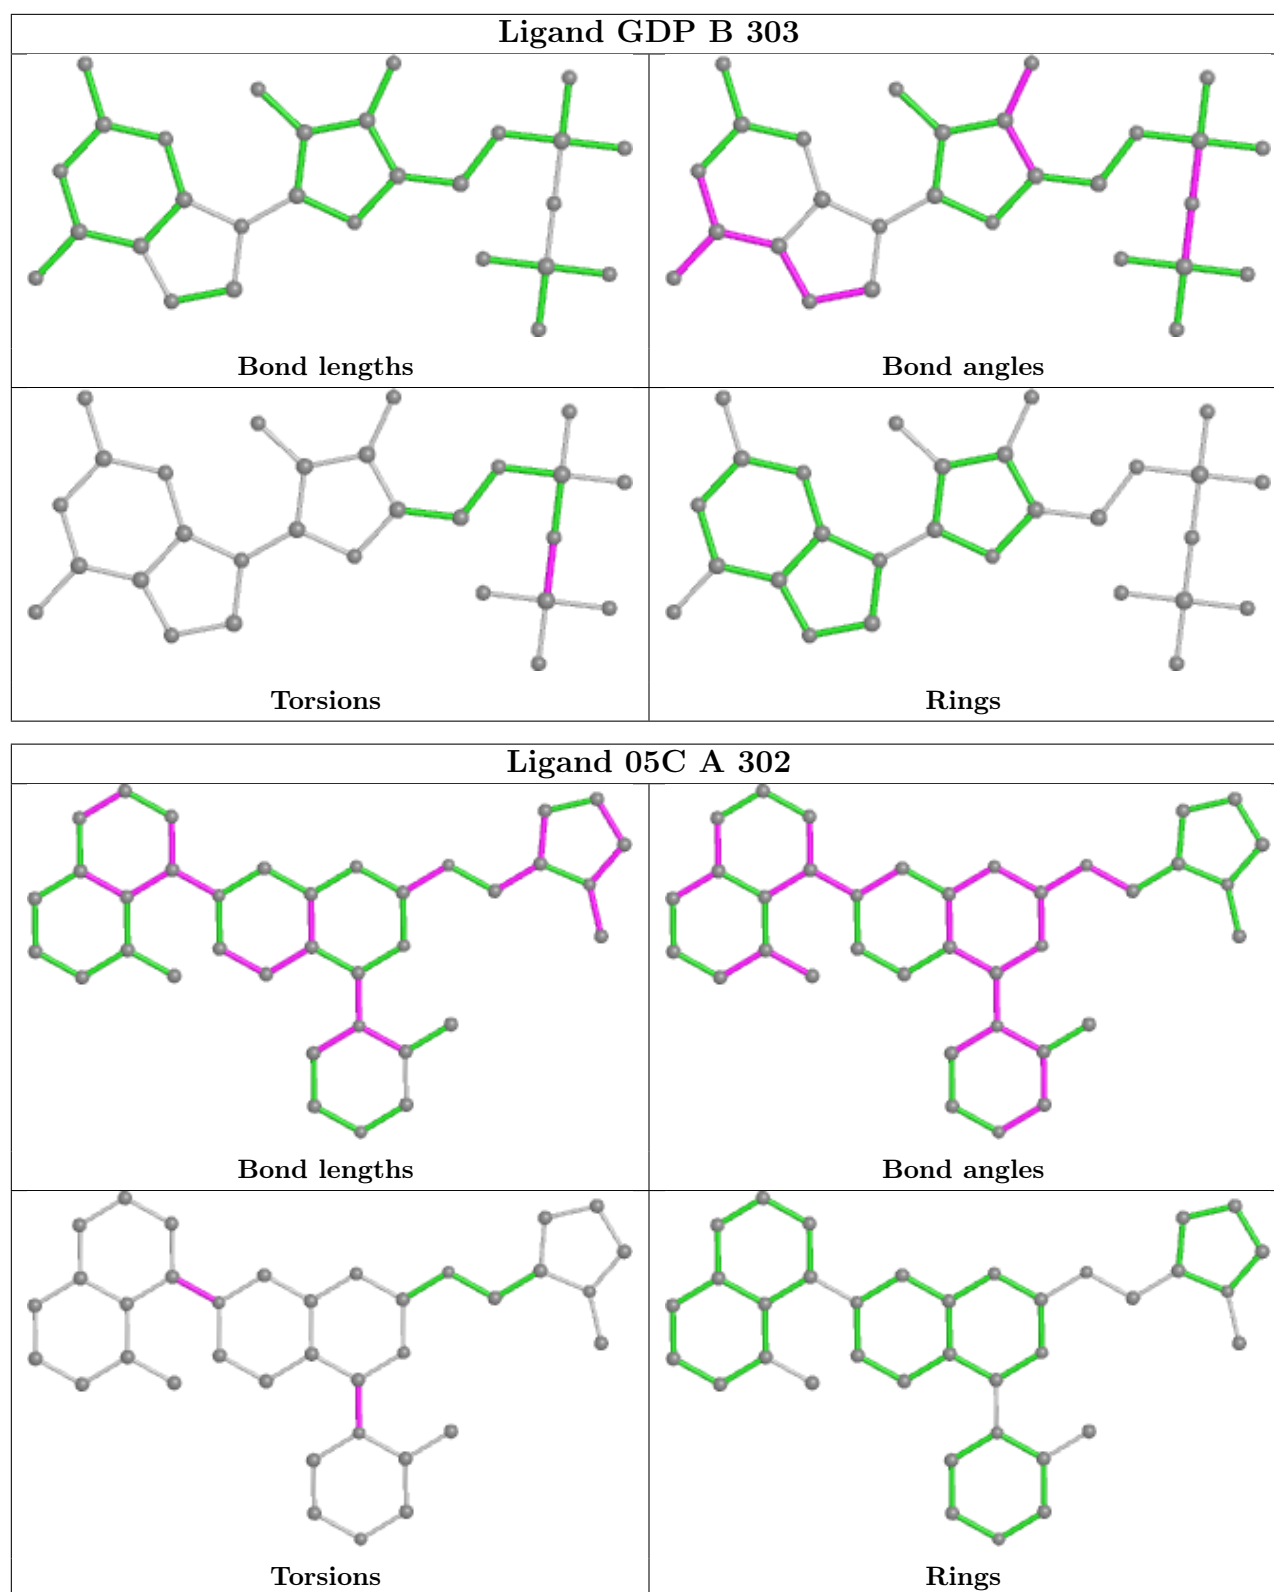 Ligand GDP B 303
Bond lengths
Bond angles
Torsions
Rings
Ligand 05C A 302
Bond lengths
Bond angles
Torsions
Rings